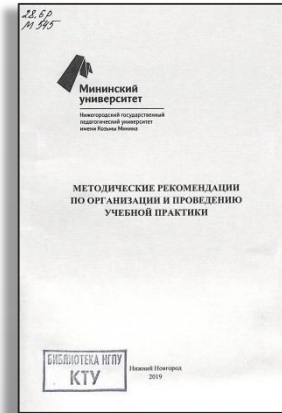 28.6р
М 545
Мининский
университет
Нижегородский государственный
педагогический университет
имени Козьмы Минина
МЕТОДИЧЕСКИЕ РЕКОМЕНДАЦИИ
ПО ОРГАНИЗАЦИИ И ПРОВЕДЕНИЮ
УЧЕБНОЙ ПРАКТИКИ
БИБЛИОТЕКА НГПУ
КТУ
Нижний Новгород
2019